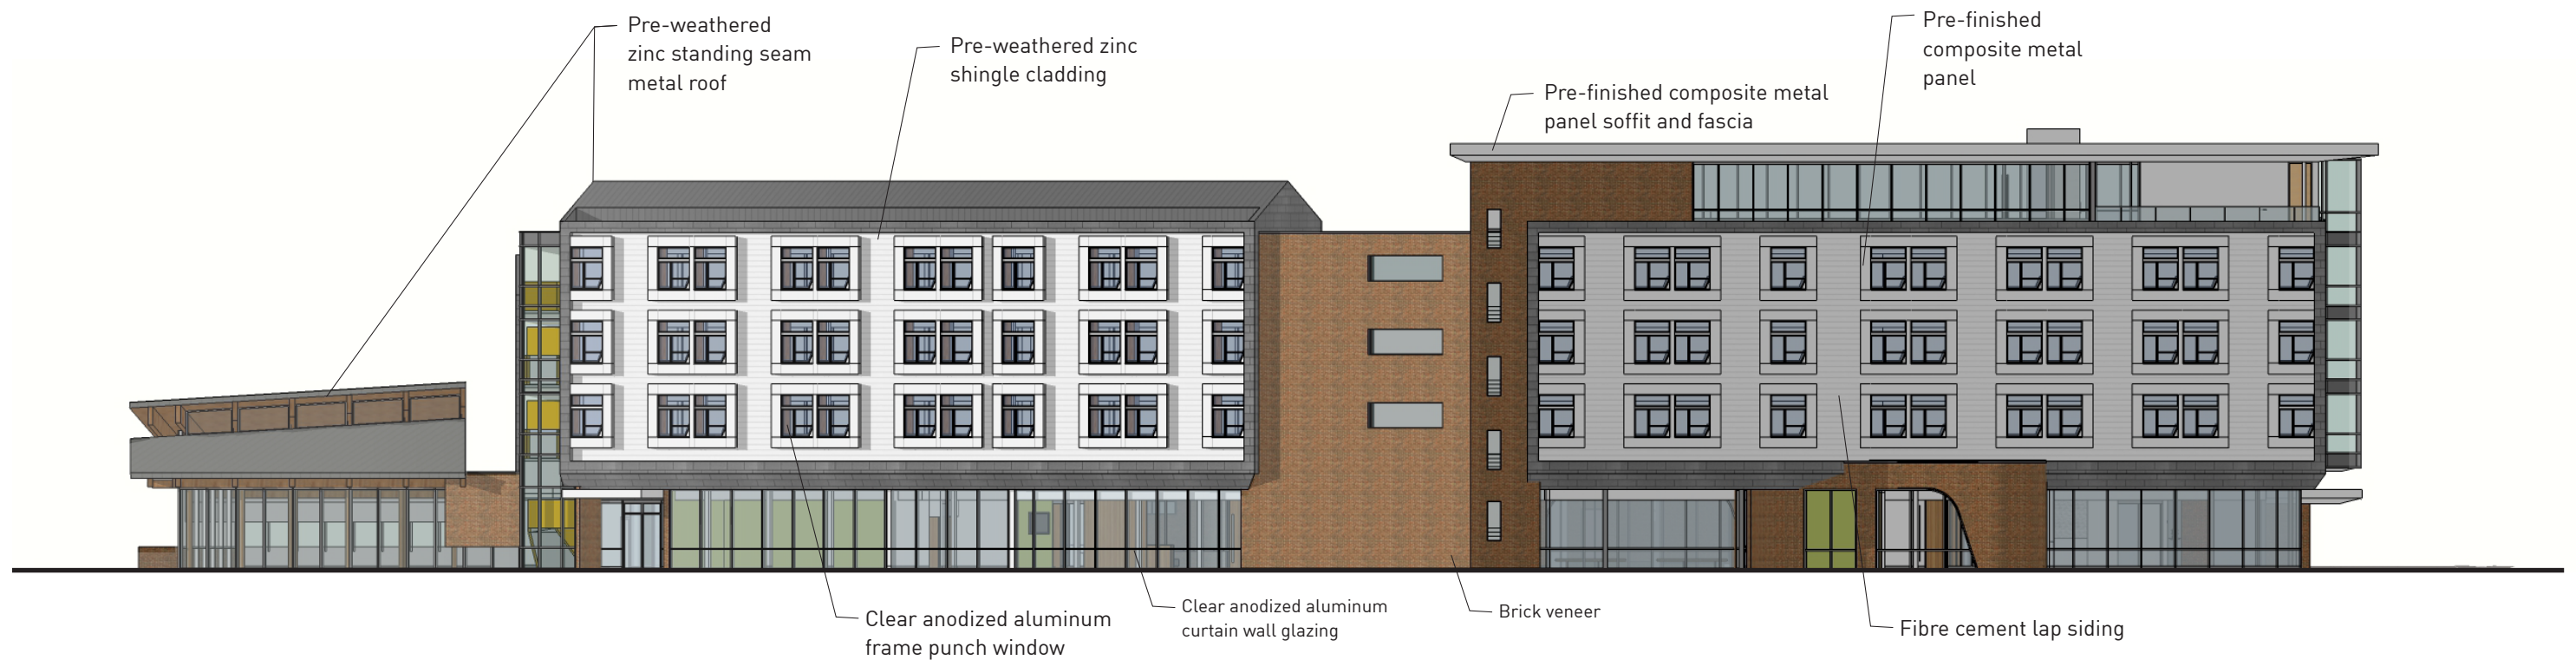 Pre-weathered
zinc standing seam
metal roof
Pre-weathered zinc
shingle cladding
Pre-finished composite metal
panel soffit and fascia
Pre-finished
composite metal
panel
Clear anodized aluminum
frame punch window
Clear anodized aluminum
curtain wall glazing
Brick veneer
Fibre cement lap siding